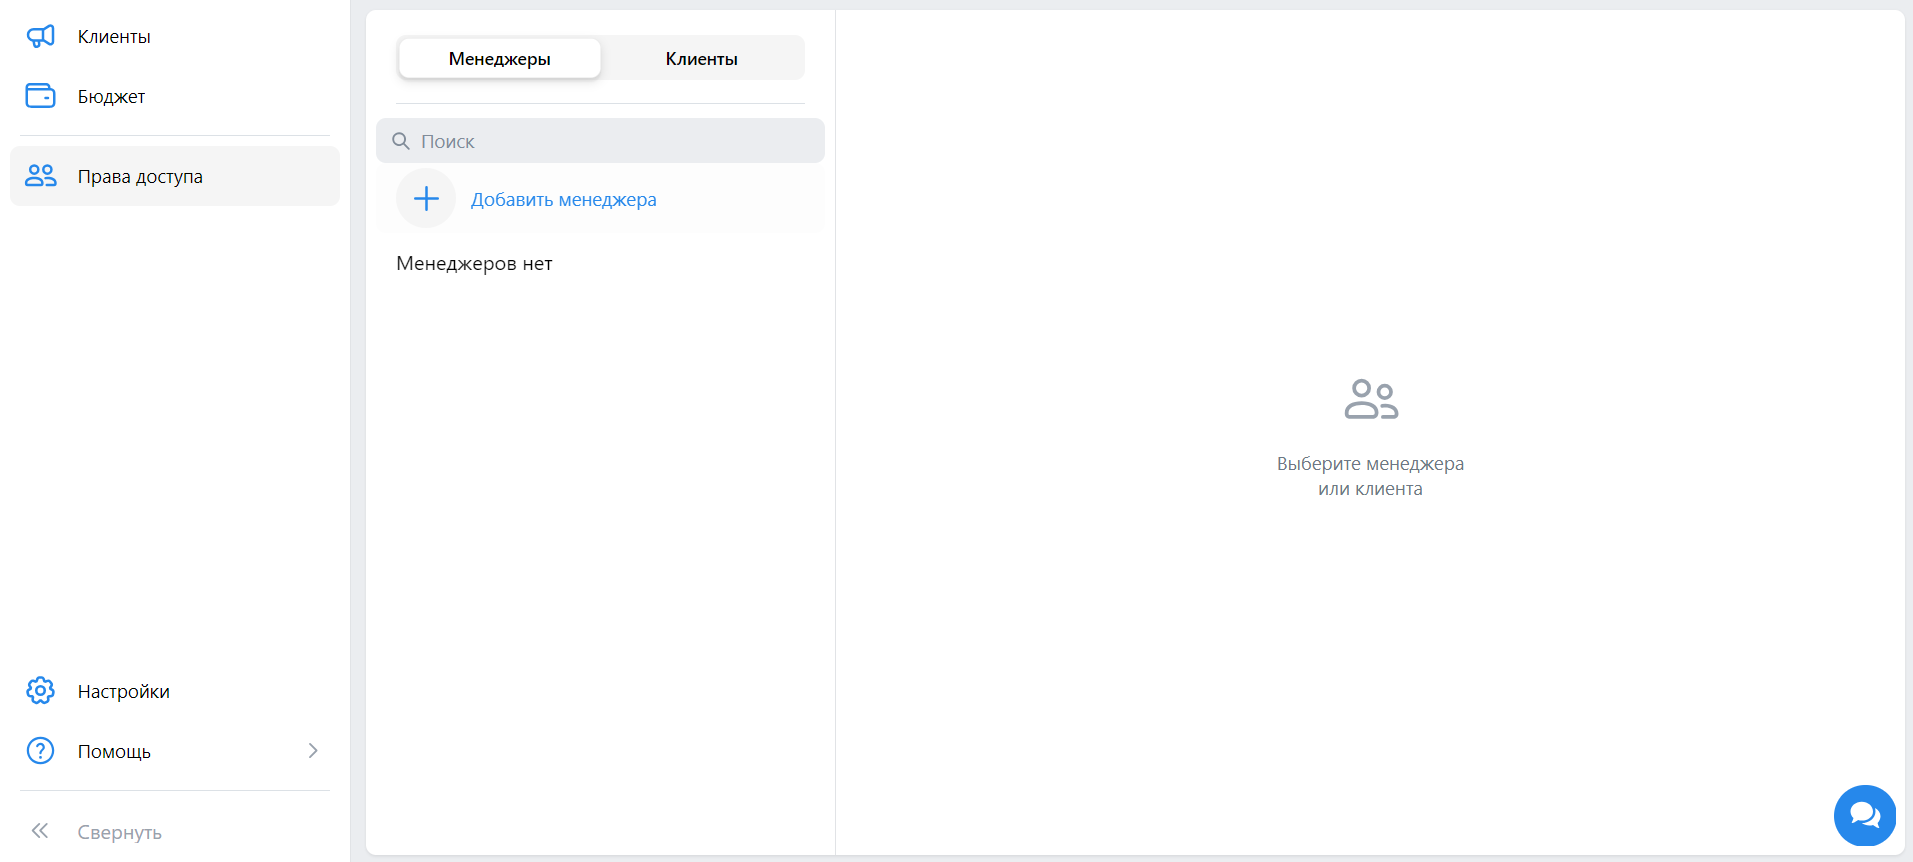 Клиенты
Бюджет
Права доступа
Настройки
Помощь
Свернуть
Менеджеры
Клиенты
Поиск
Добавить менеджера
Менеджеров нет
Выберите менеджера
или клиента